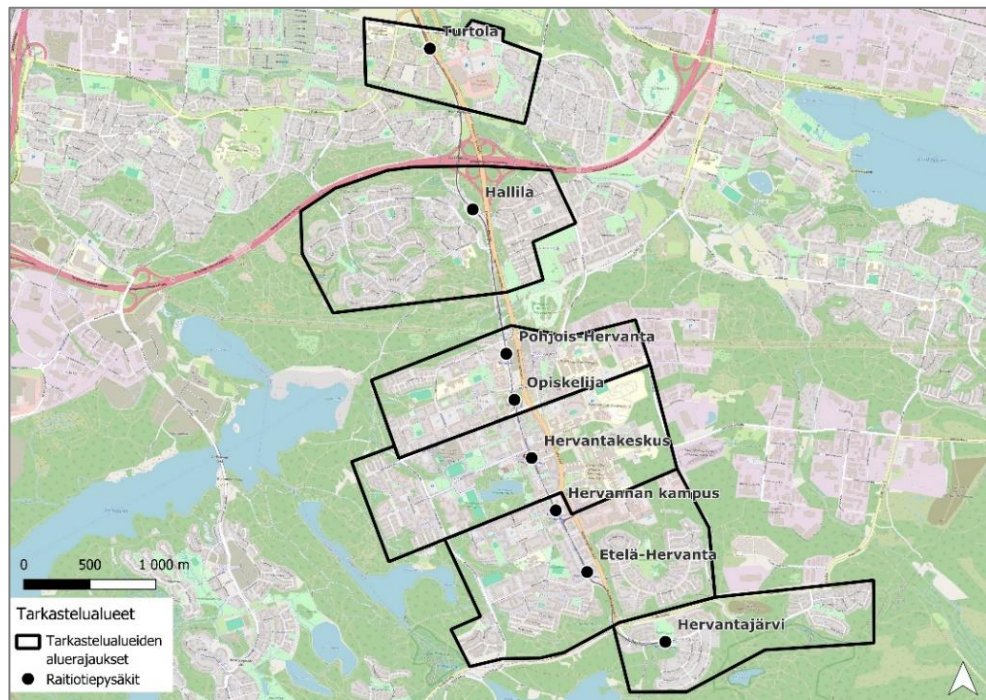 Turtola
Hallila
Pohjois-Hervanta
Opiskelija
Hervantakeskus
Hervannan kampus
Etelä-Hervanta
Hervantajärvi
0 500 1 000 m
Tarkastelualueet
Tarkastelualueiden
aluerajaukset
Raitiotiepysäkit